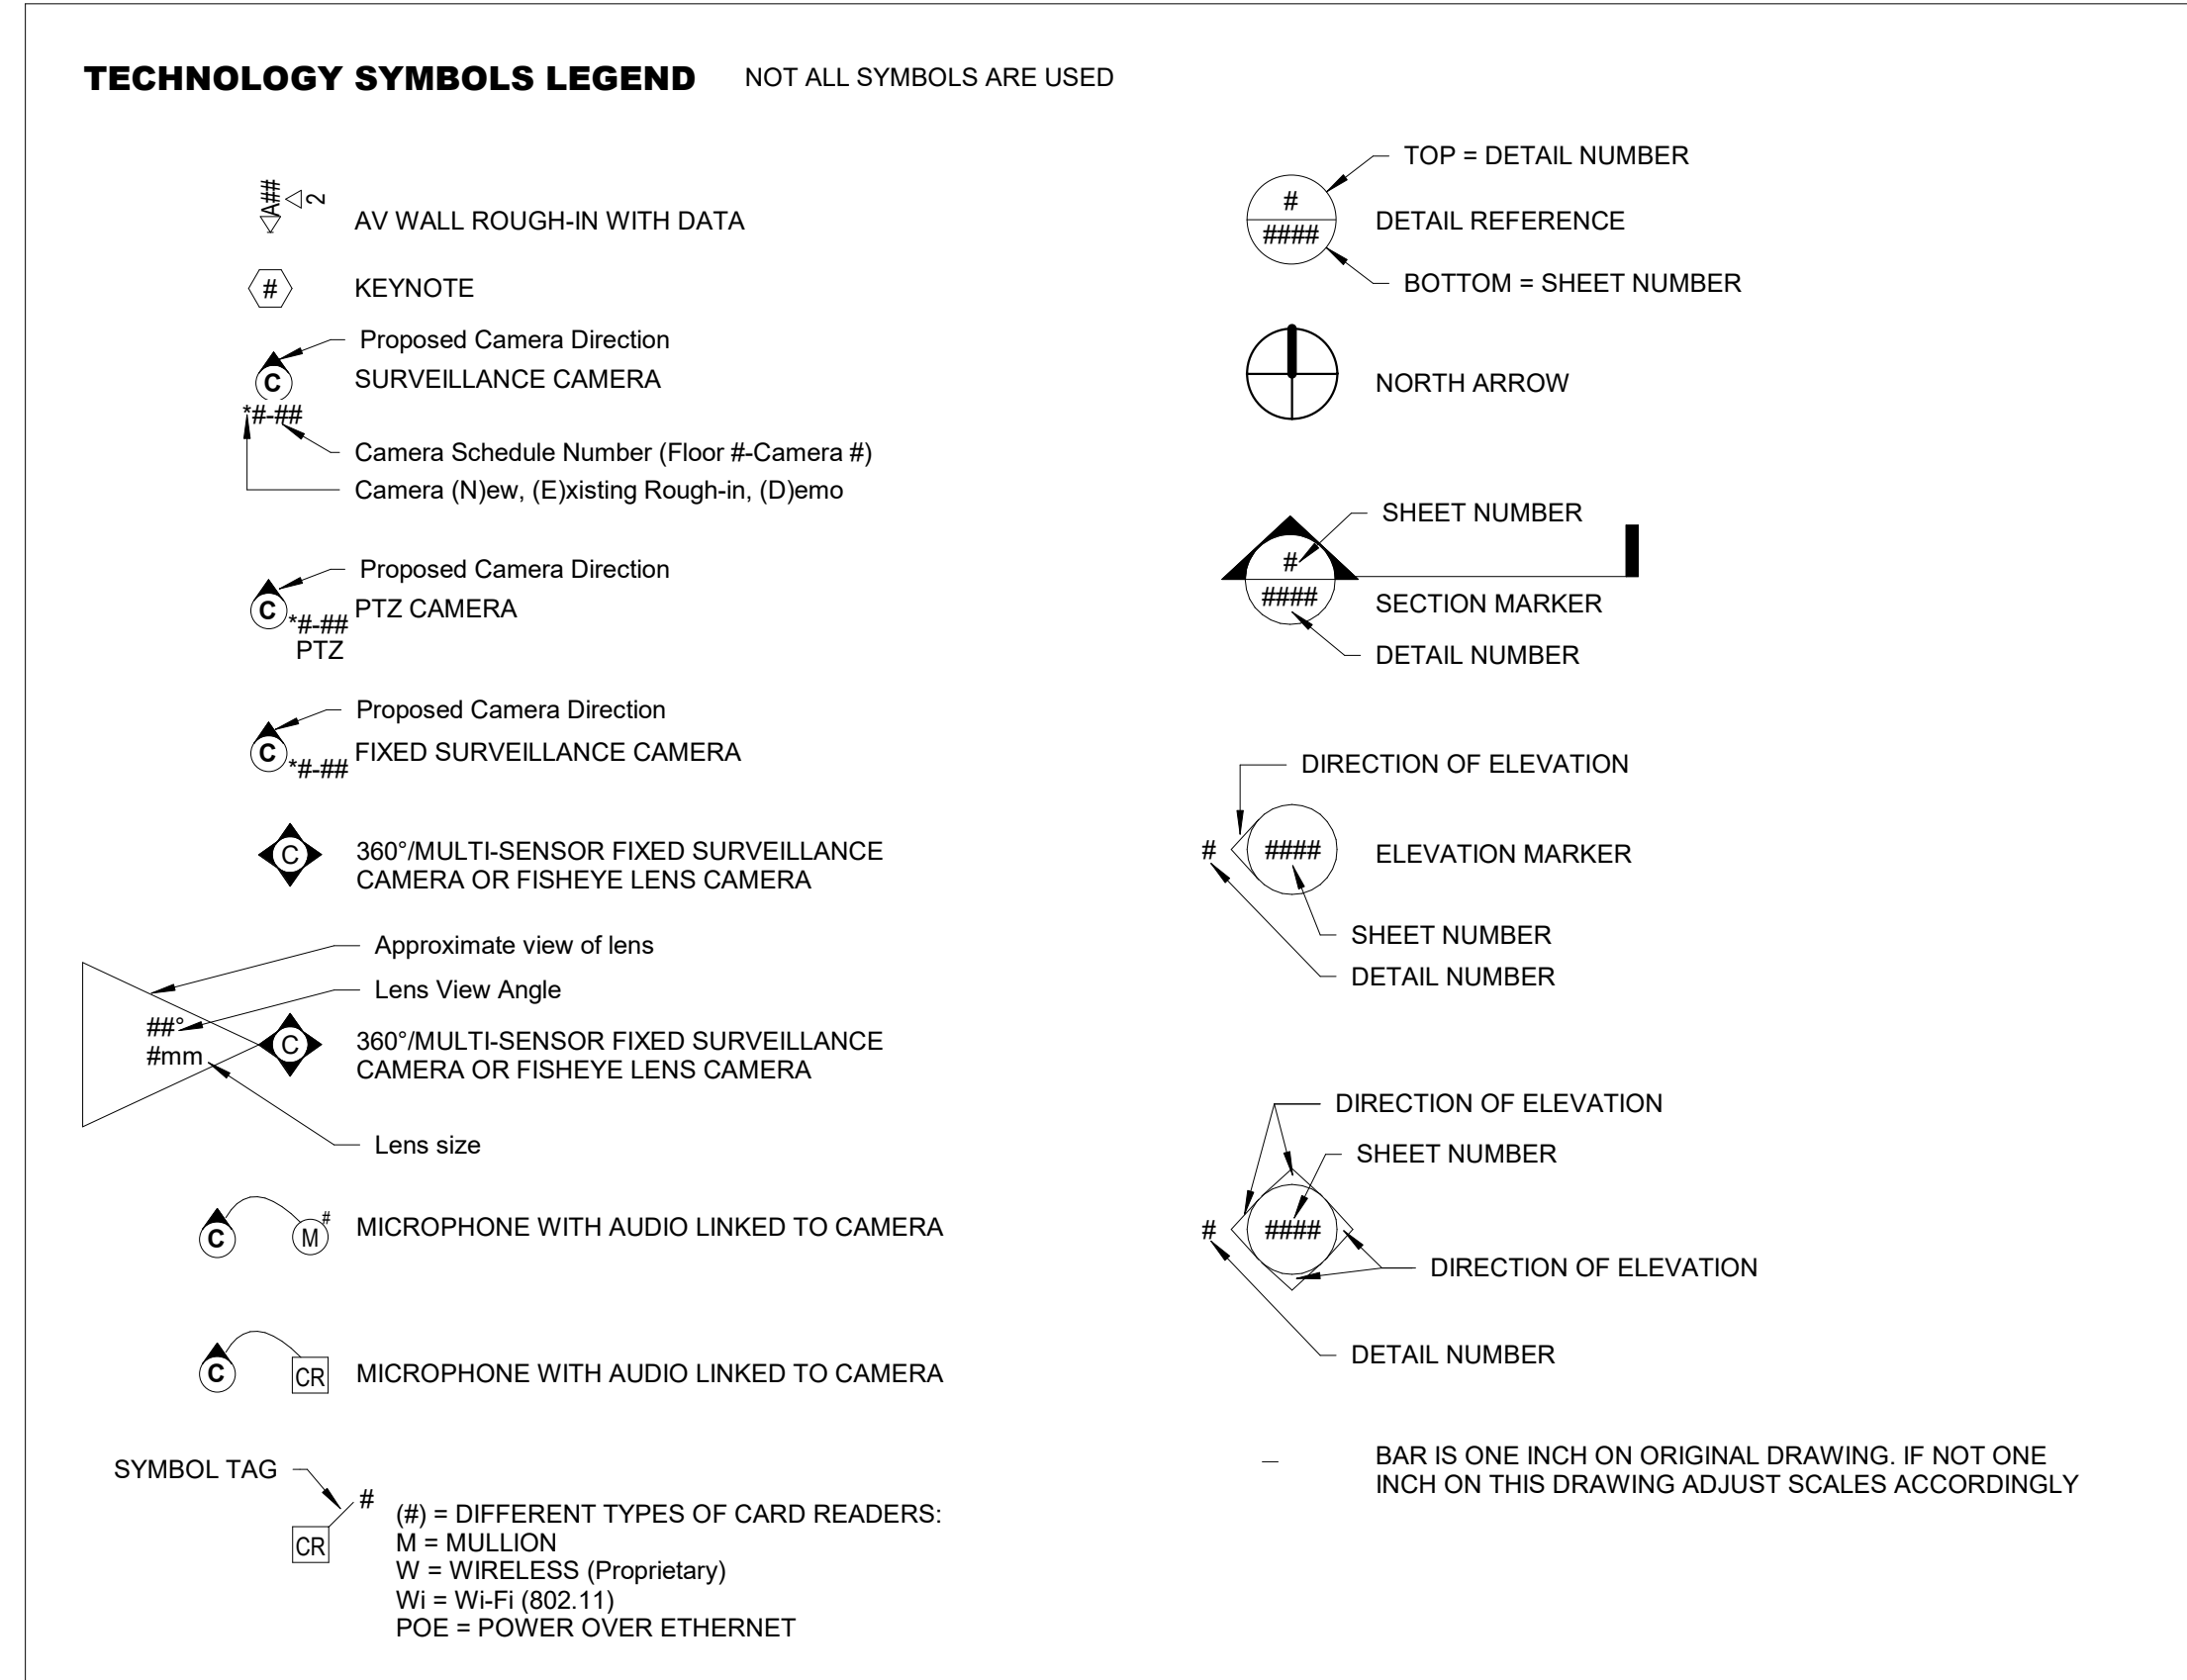 TECHNOLOGY SYMBOLS LEGEND NOT ALL SYMBOLS ARE USED
A##
2
AV WALL ROUGH-IN WITH DATA
#
KEYNOTE
Proposed Camera Direction
C
SURVEILLANCE CAMERA
*#-##
Camera Schedule Number (Floor #-Camera #)
Camera (N)ew, (E)xisting Rough-in, (D)emo
Proposed Camera Direction
C
PTZ CAMERA
*#-##
PTZ
Proposed Camera Direction
C
FIXED SURVEILLANCE CAMERA
*#-##
C
360°/MULTI-SENSOR FIXED SURVEILLANCE
CAMERA OR FISHEYE LENS CAMERA
Approximate view of lens
Lens View Angle
##°
#mm
C
360°/MULTI-SENSOR FIXED SURVEILLANCE
CAMERA OR FISHEYE LENS CAMERA
Lens size
C
M
#
MICROPHONE WITH AUDIO LINKED TO CAMERA
C
CR
MICROPHONE WITH AUDIO LINKED TO CAMERA
SYMBOL TAG
#
CR
(#) = DIFFERENT TYPES OF CARD READERS:
M = MULLION
W = WIRELESS (Proprietary)
Wi = Wi-Fi (802.11)
POE = POWER OVER ETHERNET
TOP = DETAIL NUMBER
#
####
DETAIL REFERENCE
BOTTOM = SHEET NUMBER
NORTH ARROW
SHEET NUMBER
#
####
SECTION MARKER
DETAIL NUMBER
DIRECTION OF ELEVATION
#
####
ELEVATION MARKER
SHEET NUMBER
DETAIL NUMBER
DIRECTION OF ELEVATION
SHEET NUMBER
#
####
DIRECTION OF ELEVATION
DETAIL NUMBER
BAR IS ONE INCH ON ORIGINAL DRAWING. IF NOT ONE
INCH ON THIS DRAWING ADJUST SCALES ACCORDINGLY